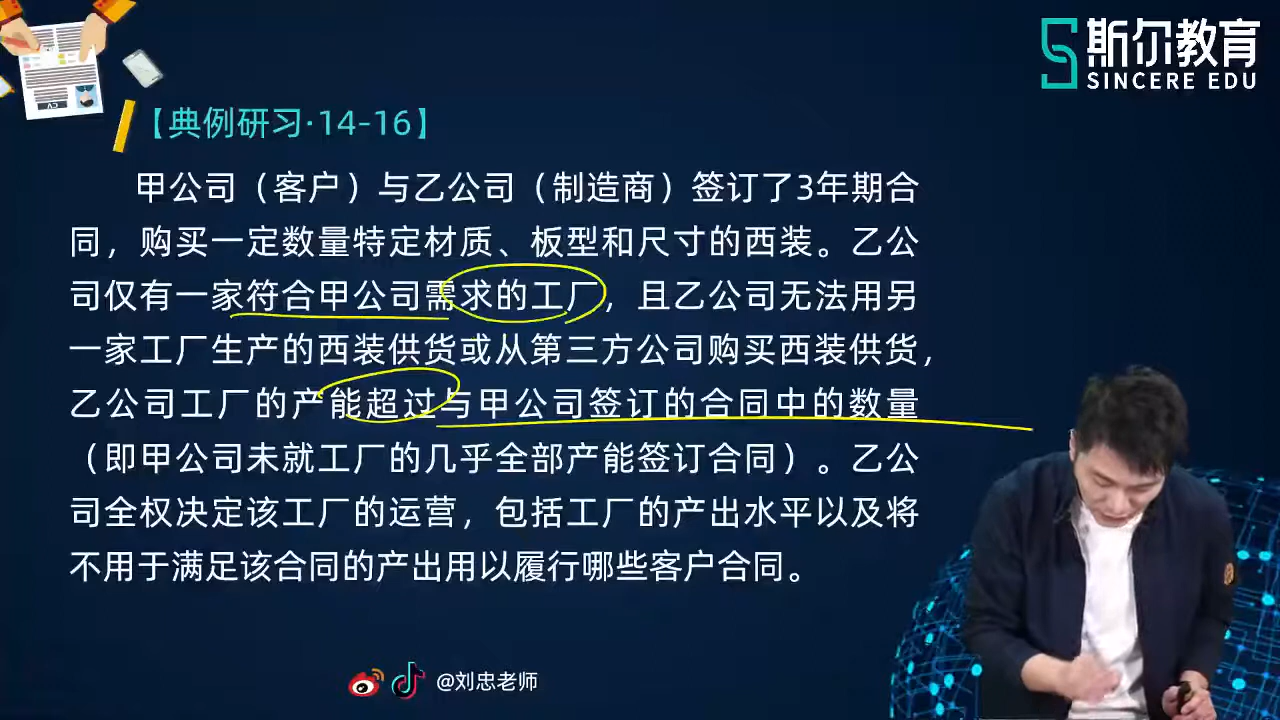 斯尔教育
SINCERE EDU
【典例研习·14-16】
甲公司（客户）与乙公司（制造商）签订了3年期合
同，购买一定数量特定材质、板型和尺寸的西装。乙公
司仅有一家符合甲公司需求的工厂，且乙公司无法用另
一家工厂生产的西装供货或从第三方公司购买西装供货，
乙公司工厂的产能超过与甲公司签订的合同中的数量
（即甲公司未就工厂的几乎全部产能签订合同）。乙公
司全权决定该工厂的运营，包括工厂的产出水平以及将
不用于满足该合同的产出用以履行哪些客户合同。
@刘忠老师